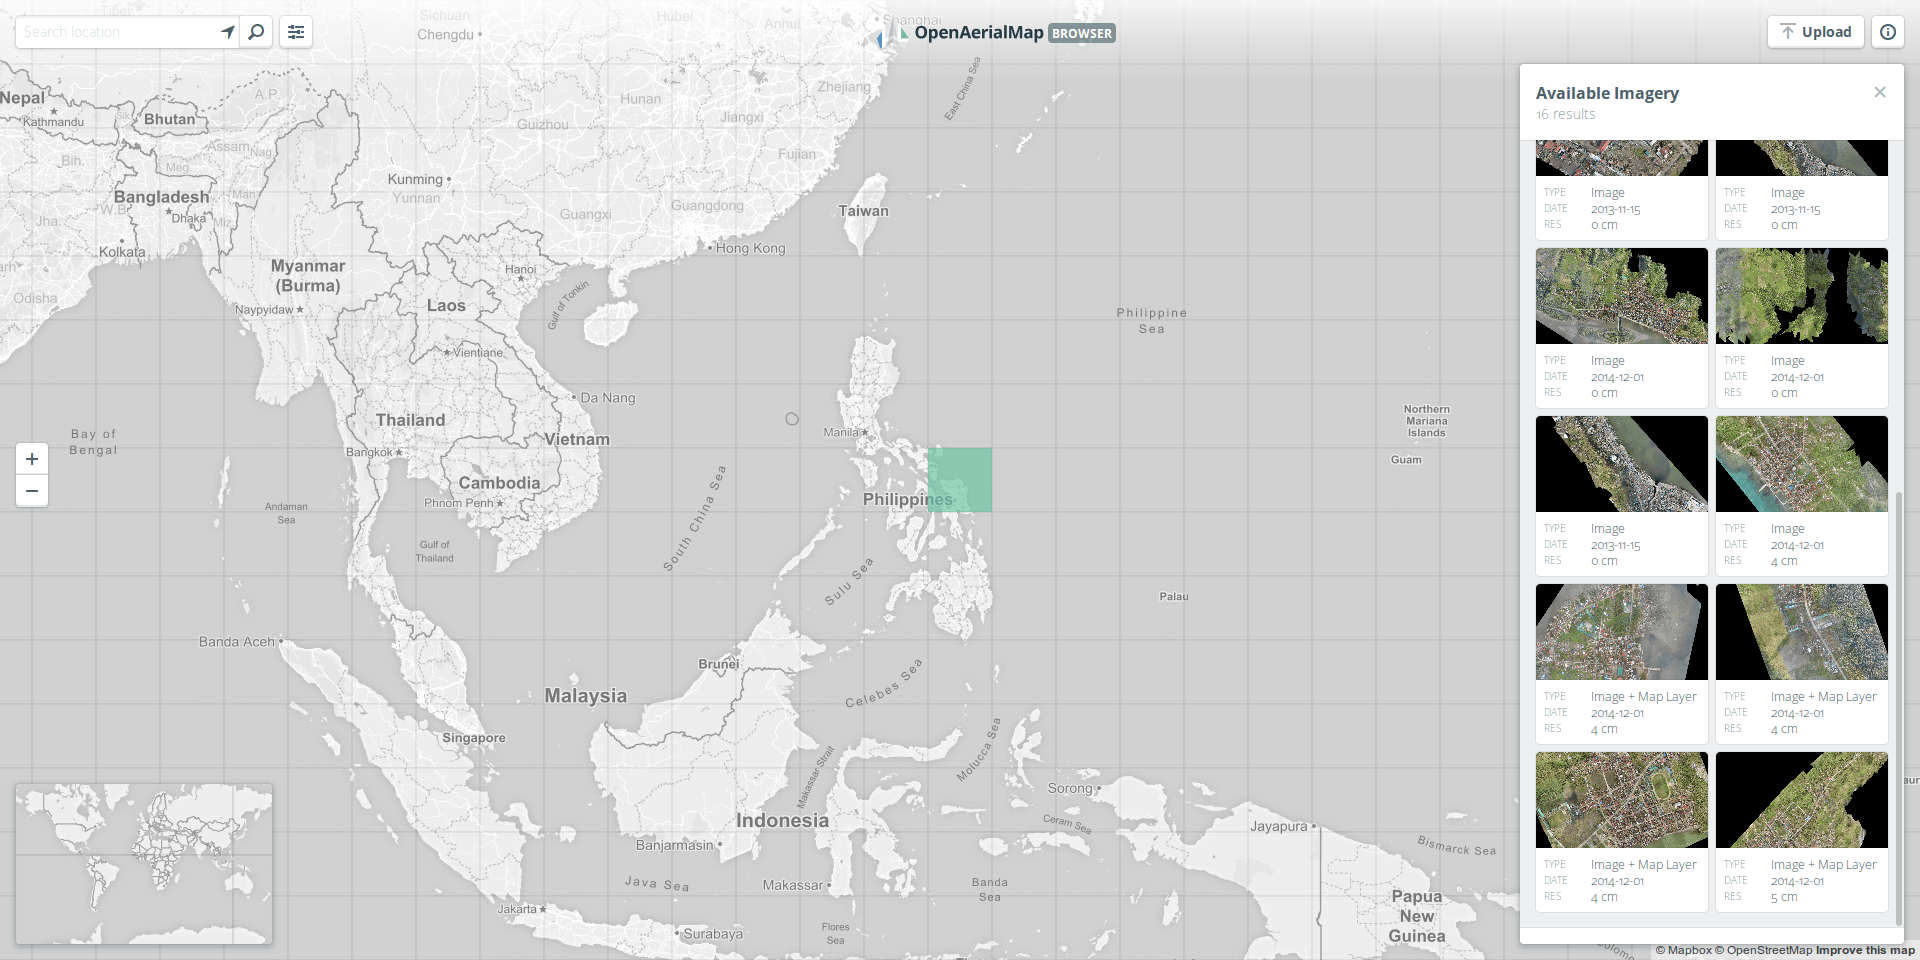 Search location
OpenAerialMap BROWSER
Upload
Available Imagery
16 results
TYPE Image
DATE 2013-11-15
RES 0 cm
TYPE Image
DATE 2013-11-15
RES 0 cm
TYPE Image
DATE 2014-12-01
RES 0 cm
TYPE Image
DATE 2014-12-01
RES 0 cm
TYPE Image
DATE 2013-11-15
RES 0 cm
TYPE Image
DATE 2014-12-01
RES 4 cm
TYPE Image + Map Layer
DATE 2014-12-01
RES 4 cm
TYPE Image + Map Layer
DATE 2014-12-01
RES 4 cm
TYPE Image + Map Layer
DATE 2014-12-01
RES 4 cm
TYPE Image + Map Layer
DATE 2014-12-01
RES 5 cm
Tibet
Sichuan
Chengdu
Hubei
Anhui
Shanghai
Nepal
Kathmandu
A.P.
Bhutan
Hunan
Zhejiang
East China Sea
Guizhou
Jiangxi
Assam
Nag.
Bih.
Meg.
Fujian
Kunming
Yunnan
Bangladesh
Man.
W.B.
Dhaka
Miz.
Jha.
Guangxi
Guangdong
Taiwan
Kolkata
Hong Kong
Myanmar
(Burma)
Hanoi
Odisha
Naypyidaw
Laos
Gulf of Tonkin
Philippine
Sea
Vientiane
Da Nang
Thailand
Vietnam
Manila
Northern
Mariana
Islands
Guam
Bay of
Bengal
Bangkok
Cambodia
Phnom Penh
Philippines
Andaman
Sea
South China Sea
Gulf of
Thailand
Sulu Sea
Palau
Banda Aceh
Brunei
Celebes Sea
Malaysia
Singapore
Makassar Strait
Molucca Sea
Sorong
Indonesia
Ceram Sea
Jayapura
Banjarmasin
Bismarck Sea
Java Sea
Makassar
Banda
Sea
Papua
New
Guinea
Jakarta
Surabaya
Flores
Sea
© Mapbox © OpenStreetMap Improve this map